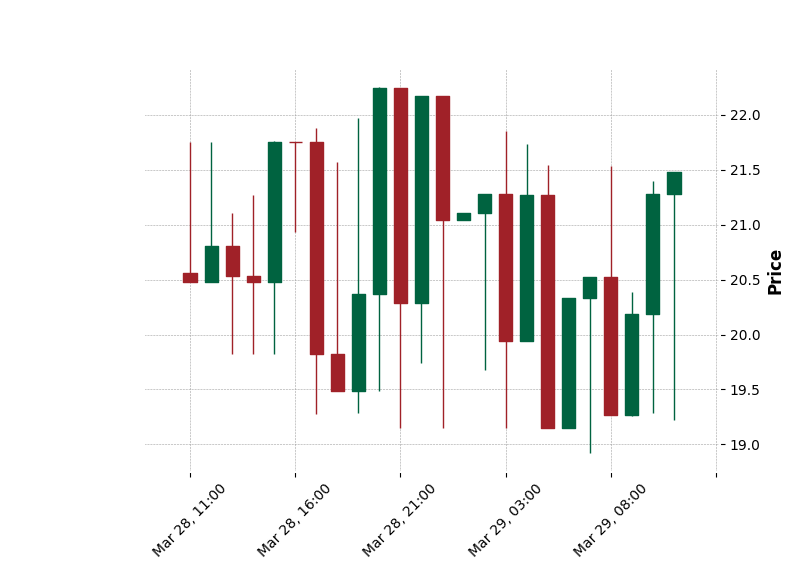 22.0
21.5
21.0
20.5
20.0
19.5
19.0
Price
Mar 28, 11:00
Mar 28, 16:00
Mar 28, 21:00
Mar 29, 03:00
Mar 29, 08:00